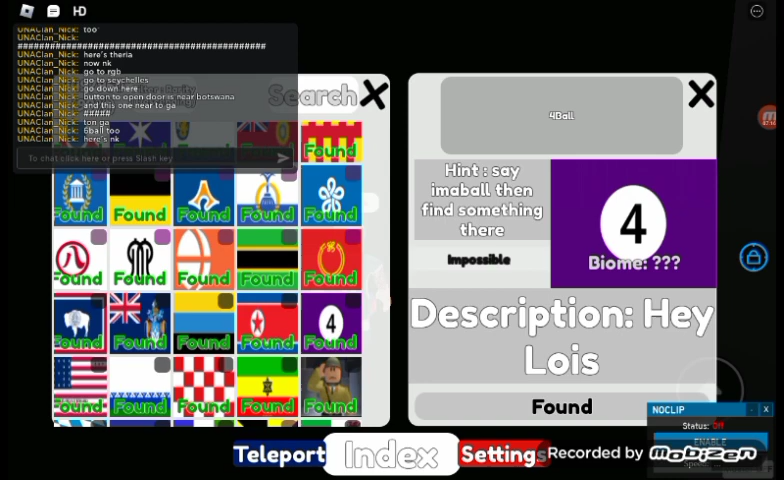 HD
UNAClan_Nick: too
UNAClan_Nick:
###############################################
UNAClan_Nick: here's theria
UNAClan_Nick: now nk
UNAClan_Nick: go to rgb
UNAClan_Nick: go to seychelles
UNAClan_Nick: go down here
UNAClan_Nick: button to open door is near botswana
UNAClan_Nick: and this one near to ga
UNAClan_Nick: #####
UNAClan_Nick: ton ga
UNAClan_Nick: 6ball too
UNAClan_Nick: here's nk
To chat click here or press Slash key
Search
X
Found
Found Found Found Found Found
Found Found Found Found Found
Found Found Found Found
4
Found
Found Found Found Found Found
4Ball
X
Hint : say
imaball then
find something
there
Impossible
4
Biome: ???
Description: Hey
Lois
Found
NOCLIP
- X
Status: Off
ENABLE
Teleport
Index
Settings
Recorded by
Mobizen